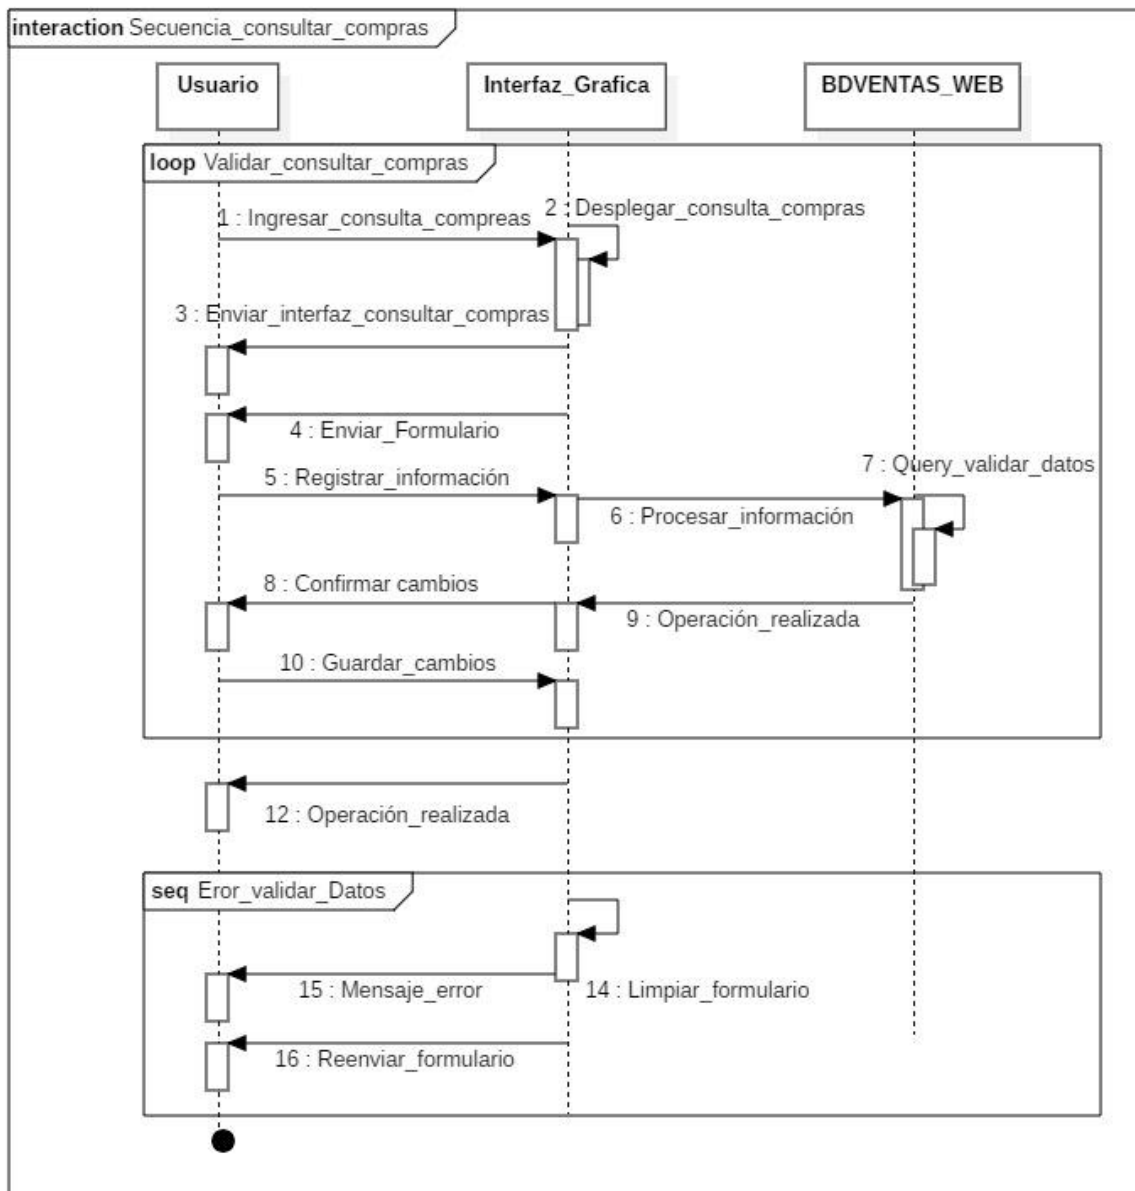 interaction Secuencia_consultar_compras
Usuario
Interfaz_Grafica
BDVENTAS_WEB
loop Validar_consultar_compras
1 : Ingresar_consulta_compreas
2 : Desplegar_consulta_compras
3 : Enviar_interfaz_consultar_compras
4 : Enviar_Formulario
5 : Registrar_información
7 : Query_validar_datos
6 : Procesar_información
8 : Confirmar cambios
9 : Operación_realizada
10 : Guardar_cambios
12 : Operación_realizada
seq Eror_validar_Datos
15 : Mensaje_error
14 : Limpiar_formulario
16 : Reenviar_formulario